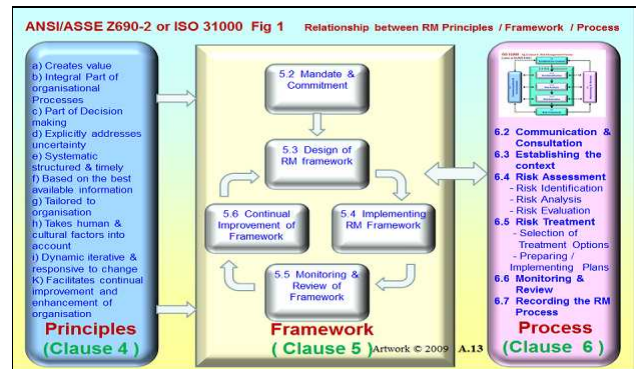 ANSI/ASSE Z690-2 or ISO 31000 Fig 1
Relationship between RM Principles / Framework / Process
a) Creates value
b) Integral Part of
organisational
Processes
c) Part of Decision
making
d) Explicitly addresses
uncertainty
e) Systematic
structured & timely
f) Based on the best
available information
g) Tailored to
organisation
h) Takes human &
cultural factors into
account
i) Dynamic iterative &
responsive to change
K) Facilitates continual
improvement and
enhancement of
organisation
Principles
(Clause 4 )
5.2 Mandate &
Commitment
5.3 Design of
RM framework
5.6 Continual
Improvement of
Framework
5.4 Implementing
RM Framework
5.5 Monitoring &
Review of
Framework
Framework
( Clause 5 )
Artwork © 2009 A.13
6.2 Communication &
Consultation
6.3 Establishing the
context
6.4 Risk Assessment
- Risk Identification
- Risk Analysis
- Risk Evaluation
6.5 Risk Treatment
- Selection of
Treatment Options
- Preparing /
Implementing Plans
6.6 Monitoring &
Review
6.7 Recording the RM
Process
Process
(Clause 6 )